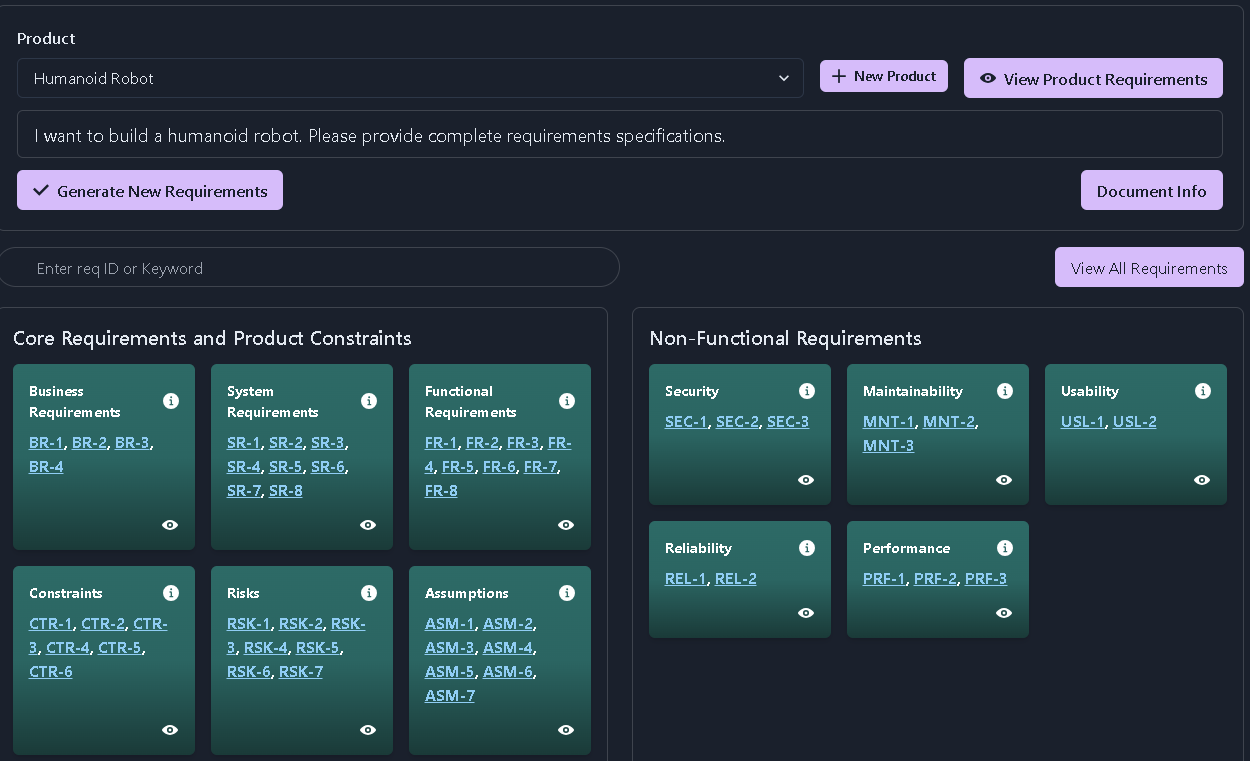 Product
Humanoid Robot
New Product
View Product Requirements
I want to build a humanoid robot. Please provide complete requirements specifications.
Generate New Requirements
Document Info
Enter req ID or Keyword
View All Requirements
Core Requirements and Product Constraints
Business
Requirements
BR-1, BR-2, BR-3,
BR-4
System
Requirements
SR-1, SR-2, SR-3,
SR-4, SR-5, SR-6,
SR-7, SR-8
Functional
Requirements
FR-1, FR-2, FR-3, FR-
4, FR-5, FR-6, FR-7,
FR-8
Constraints
CTR-1, CTR-2, CTR-
3, CTR-4, CTR-5,
CTR-6
Risks
RSK-1, RSK-2, RSK-
3, RSK-4, RSK-5,
RSK-6, RSK-7
Assumptions
ASM-1, ASM-2,
ASM-3, ASM-4,
ASM-5, ASM-6,
ASM-7
Non-Functional Requirements
Security
SEC-1, SEC-2, SEC-3
Maintainability
MNT-1, MNT-2,
MNT-3
Usability
USL-1, USL-2
Reliability
REL-1, REL-2
Performance
PRF-1, PRF-2, PRF-3